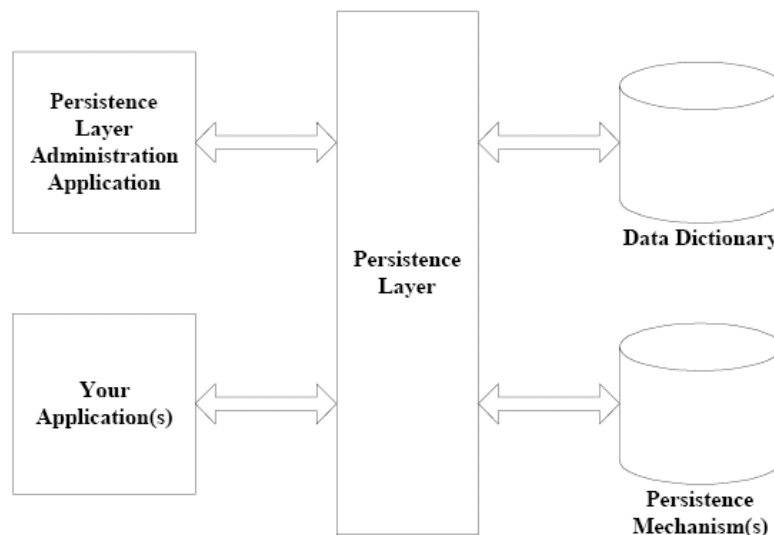 Persistence
Layer
Administration
Application
Persistence
Layer
Data Dictionary
Your
Application(s)
Persistence
Mechanism(s)